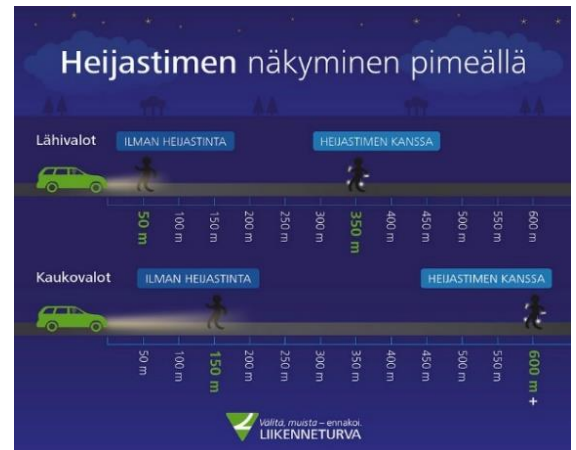 Heijastimen näkyminen pimeällä
Lähivalot
ILMAN HEIJASTINTA
HEIJASTIMEN KANSSA
50 m
100 m
150 m
200 m
250 m
300 m
350 m
400 m
450 m
500 m
550 m
600 m
Kaukovalot
ILMAN HEIJASTINTA
HEIJASTIMEN KANSSA
50 m
100 m
150 m
200 m
250 m
300 m
350 m
400 m
450 m
500 m
550 m
600 m +
Välitä, muista – ennakoi.
LIIKENNETURVA